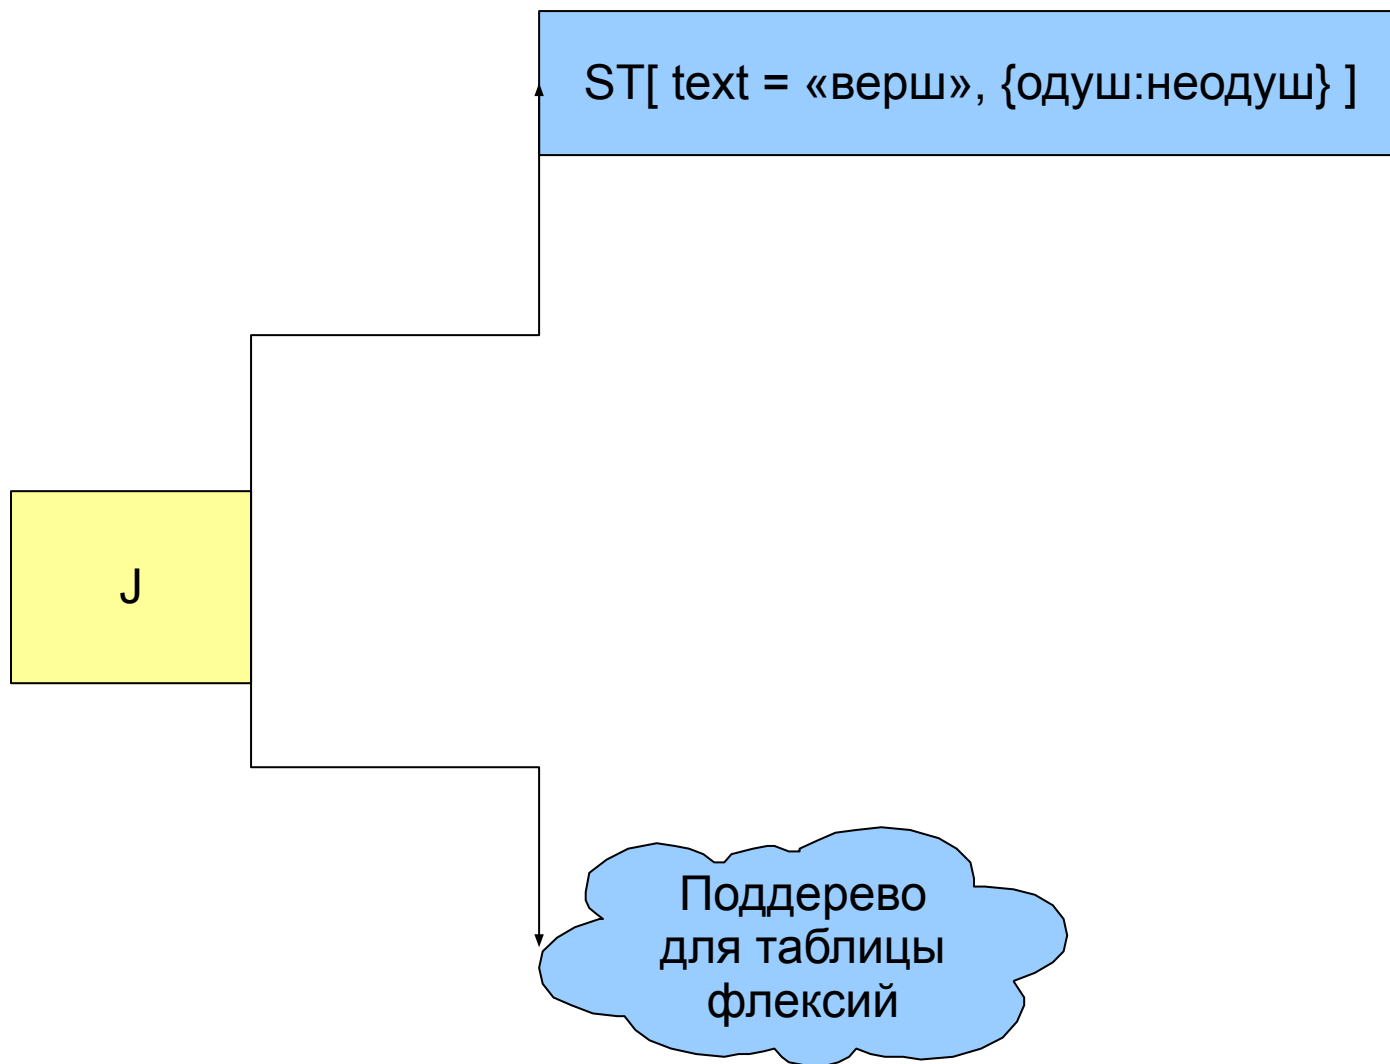 ST[ text = «верш», {одуш:неодуш} ]
J
Поддерево
для таблицы
флексий